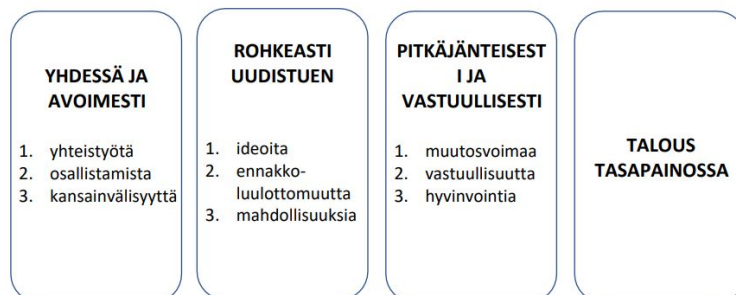 YHDESSÄ JA
AVOIMESTI
1. yhteistyötä
2. osallistamista
3. kansainvälisyyttä
ROHKEASTI
UUDISTUEN
1. ideoita
2. ennakko-
luulottomuutta
3. mahdollisuuksia
PITKÄJÄNTEISEST
I JA
VASTUULLISESTI
1. muutosvoimaa
2. vastuullisuutta
3. hyvinvointia
TALOUS
TASAPAINOSSA